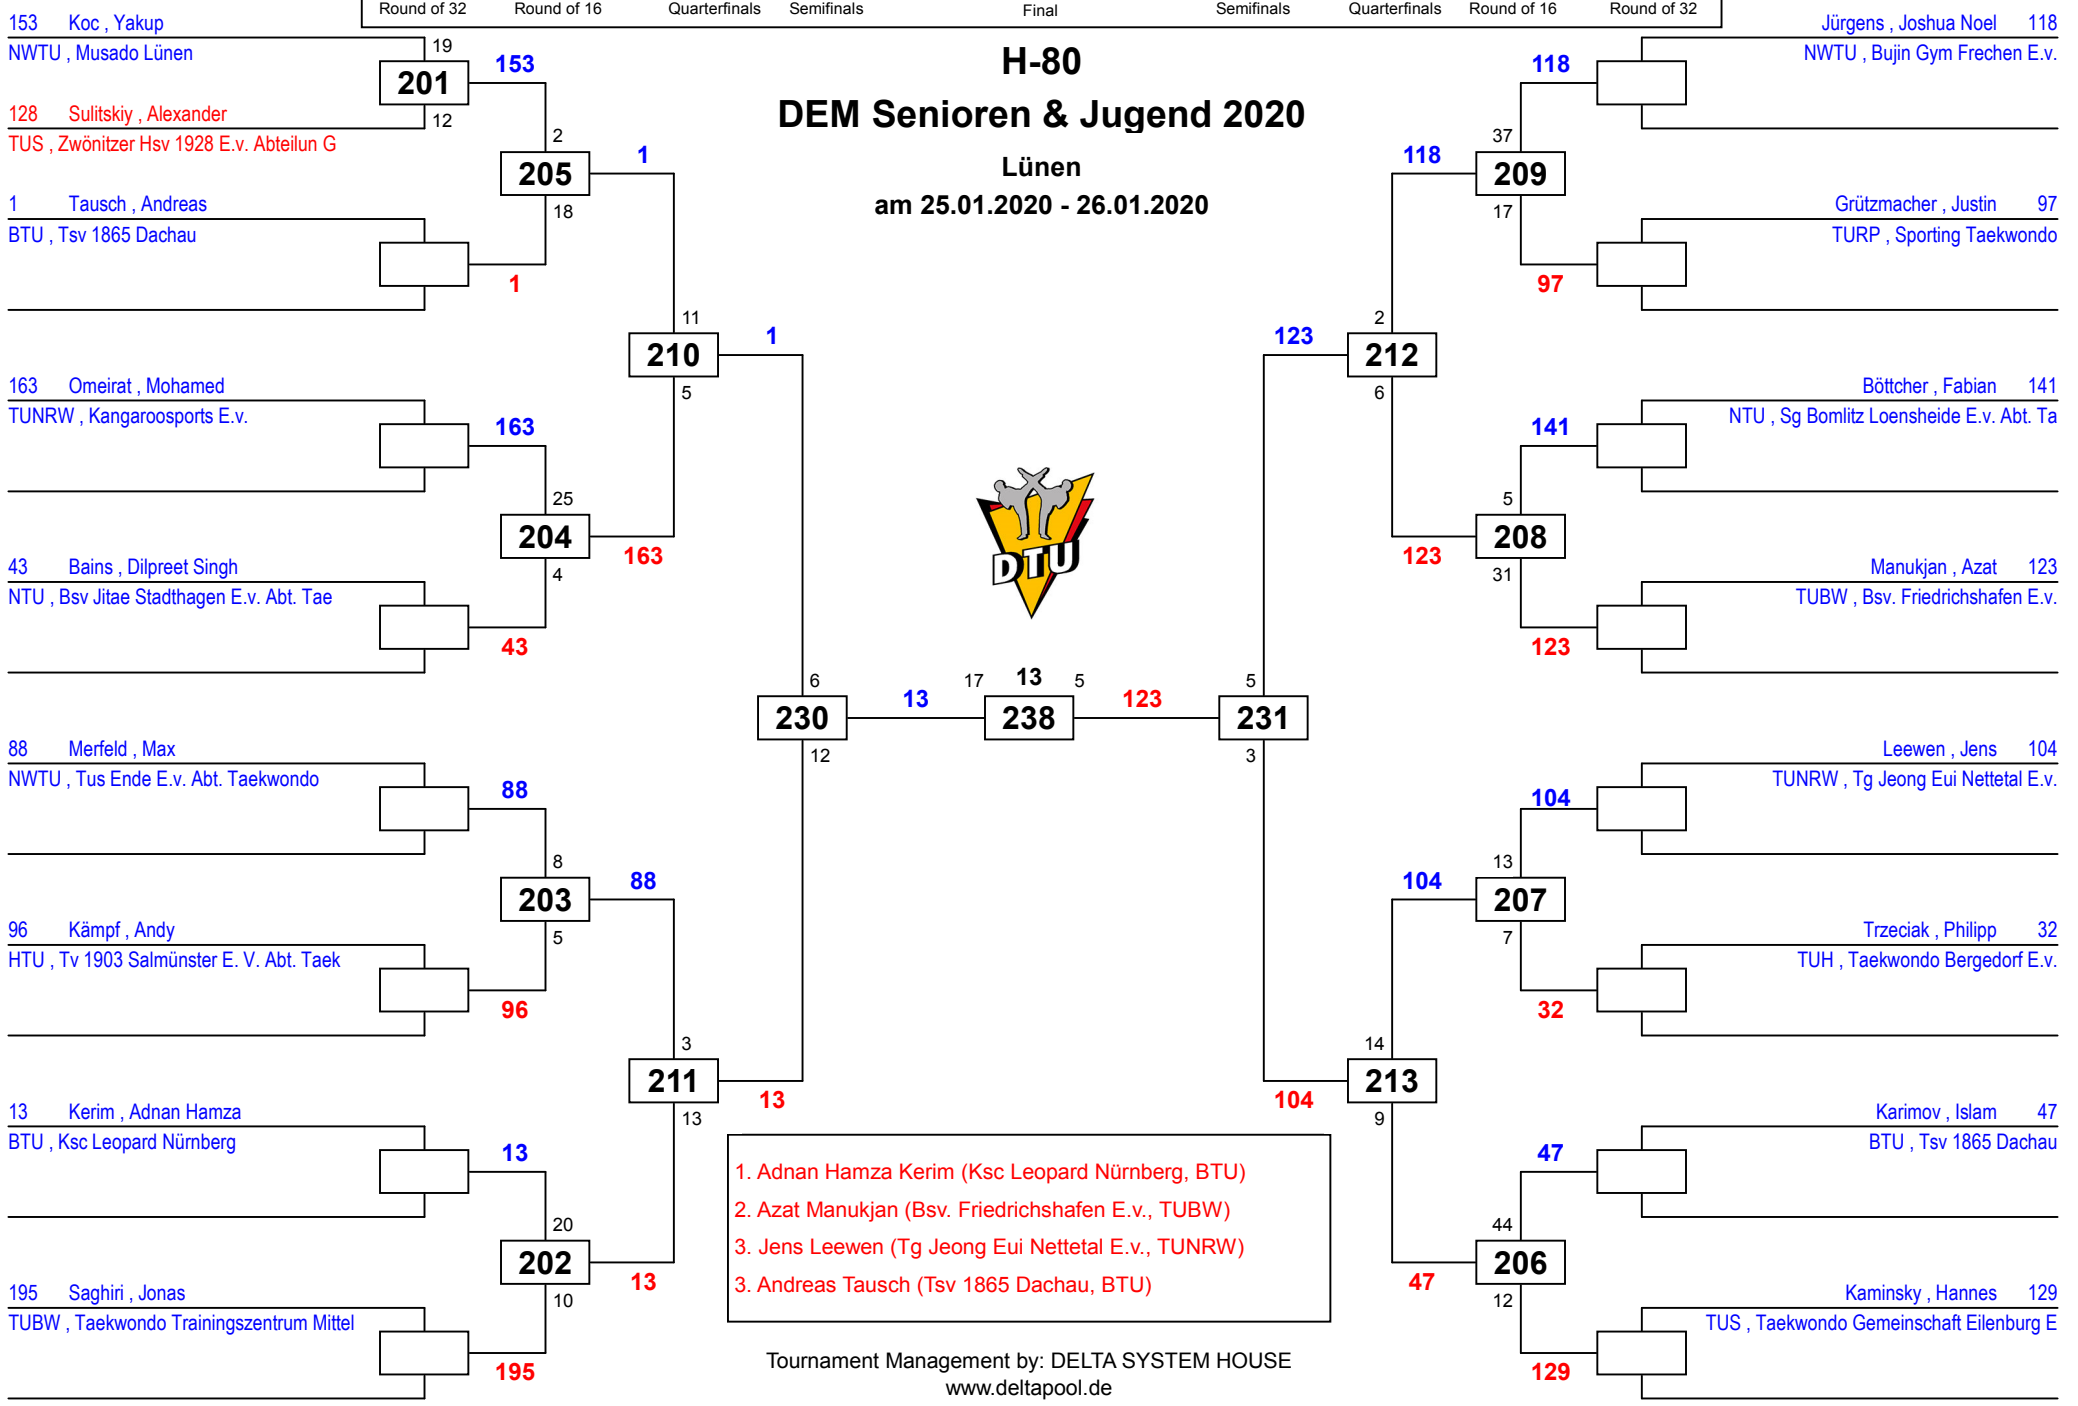 Round of 32 Round of 16 Quarterfinals Semifinals Final Semifinals Quarterfinals Round of 16 Round of 32
H-80
DEM Senioren & Jugend 2020
Lünen
am 25.01.2020 - 26.01.2020
153 Koc , Yakup
NWTU , Musado Lünen
19
201
153
12
128 Sulitskiy , Alexander
TUS , Zwönitzer Hsv 1928 E.v. Abteilun G
2
205
1
18
1 Tausch , Andreas
BTU , Tsv 1865 Dachau
1
11
210
1
5
163 Omeirat , Mohamed
TUNRW , Kangaroosports E.v.
163
25
204
163
4
43 Bains , Dilpreet Singh
NTU , Bsv Jitae Stadthagen E.v. Abt. Tae
43
6
230
13
12
88 Merfeld , Max
NWTU , Tus Ende E.v. Abt. Taekwondo
88
8
203
88
5
96 Kämpf , Andy
HTU , Tv 1903 Salmünster E. V. Abt. Taek
96
3
211
13
13
13 Kerim , Adnan Hamza
BTU , Ksc Leopard Nürnberg
13
20
202
13
10
195 Saghiri , Jonas
TUBW , Taekwondo Trainingszentrum Mittel
195
DTU
17 13 5
238
Jürgens , Joshua Noel 118
NWTU , Bujin Gym Frechen E.v.
118
37
209
118
17
Grützmacher , Justin 97
TURP , Sporting Taekwondo
97
2
212
123
6
Böttcher , Fabian 141
NTU , Sg Bomlitz Loensheide E.v. Abt. Ta
141
5
208
123
31
Manukjan , Azat 123
TUBW , Bsv. Friedrichshafen E.v.
123
5
231
123
3
Leewen , Jens 104
TUNRW , Tg Jeong Eui Nettetal E.v.
104
13
207
104
7
Trzeciak , Philipp 32
TUH , Taekwondo Bergedorf E.v.
32
14
213
104
9
Karimov , Islam 47
BTU , Tsv 1865 Dachau
47
44
206
47
12
Kaminsky , Hannes 129
TUS , Taekwondo Gemeinschaft Eilenburg E
129
1. Adnan Hamza Kerim (Ksc Leopard Nürnberg, BTU)
2. Azat Manukjan (Bsv. Friedrichshafen E.v., TUBW)
3. Jens Leewen (Tg Jeong Eui Nettetal E.v., TUNRW)
3. Andreas Tausch (Tsv 1865 Dachau, BTU)
Tournament Management by: DELTA SYSTEM HOUSE
www.deltapool.de